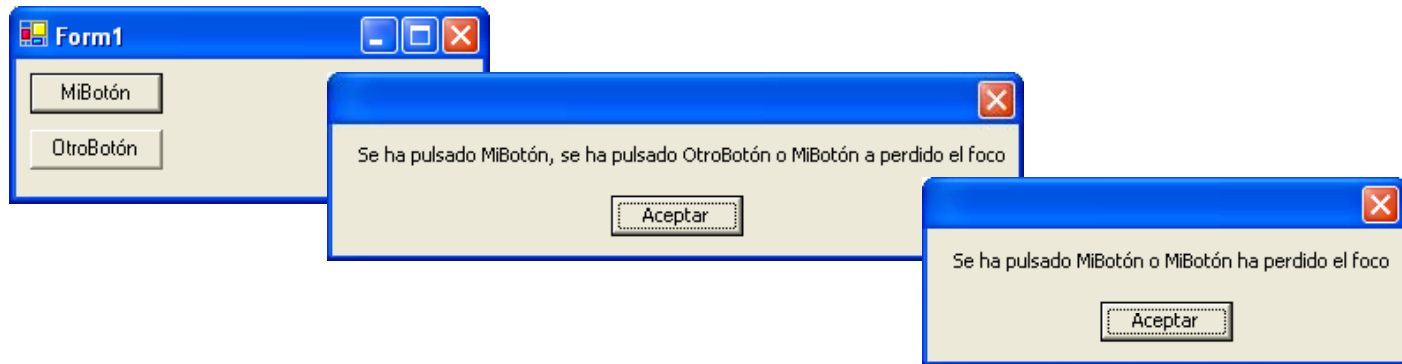 Form1
MiBotón
OtroBotón
Se ha pulsado MiBotón, se ha pulsado OtroBotón o MiBotón a perdido el foco
Aceptar
Se ha pulsado MiBotón o MiBotón ha perdido el foco
Aceptar